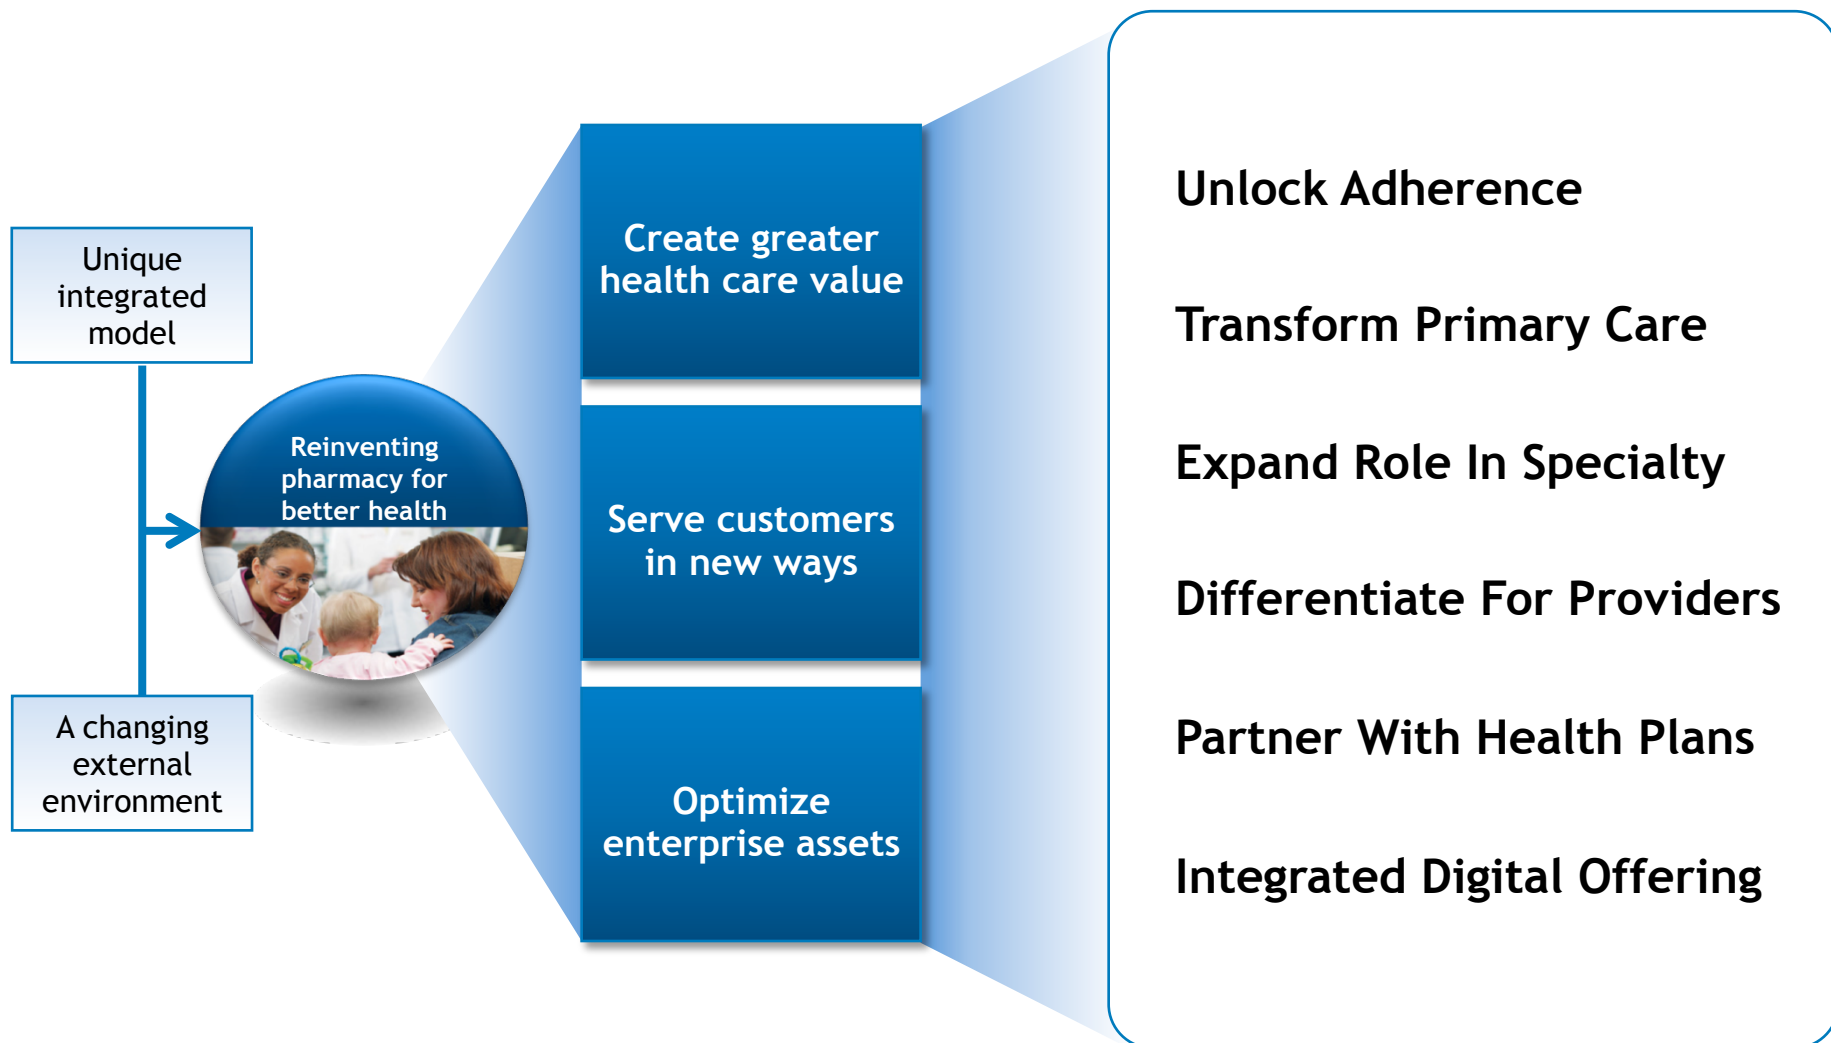 Unique
integrated
model
A changing
external
environment
Reinventing
pharmacy for
better health
Create greater
health care value
Serve customers
in new ways
Optimize
enterprise assets
Unlock Adherence
Transform Primary Care
Expand Role In Specialty
Differentiate For Providers
Partner With Health Plans
Integrated Digital Offering